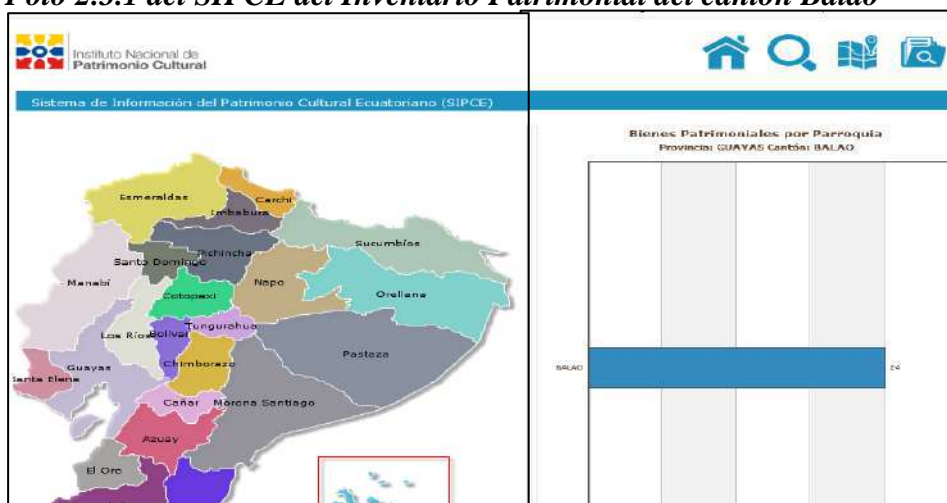 Foto 2.3.1 del SIPCE del Inventario Patrimonial del cantón Balao
Instituto Nacional de
Patrimonio Cultural
Sistema de Información del Patrimonio Cultural Ecuatoriano (SIPCE)
Bienes Patrimoniales por Parroquia
Provincia: GUAYAS Cantón: BALAO
Esmeraldas
Carchi
Imbabura
Sucumbíos
Pichincha
Santo Domingo
Manabí
Napo
Orellana
Cotopaxi
Tungurahua
Los Ríos
Bolívar
Pastaza
Guayas
Chimborazo
Santa Elena
Cañar
Morona Santiago
Azuay
El Oro
BALAO
24